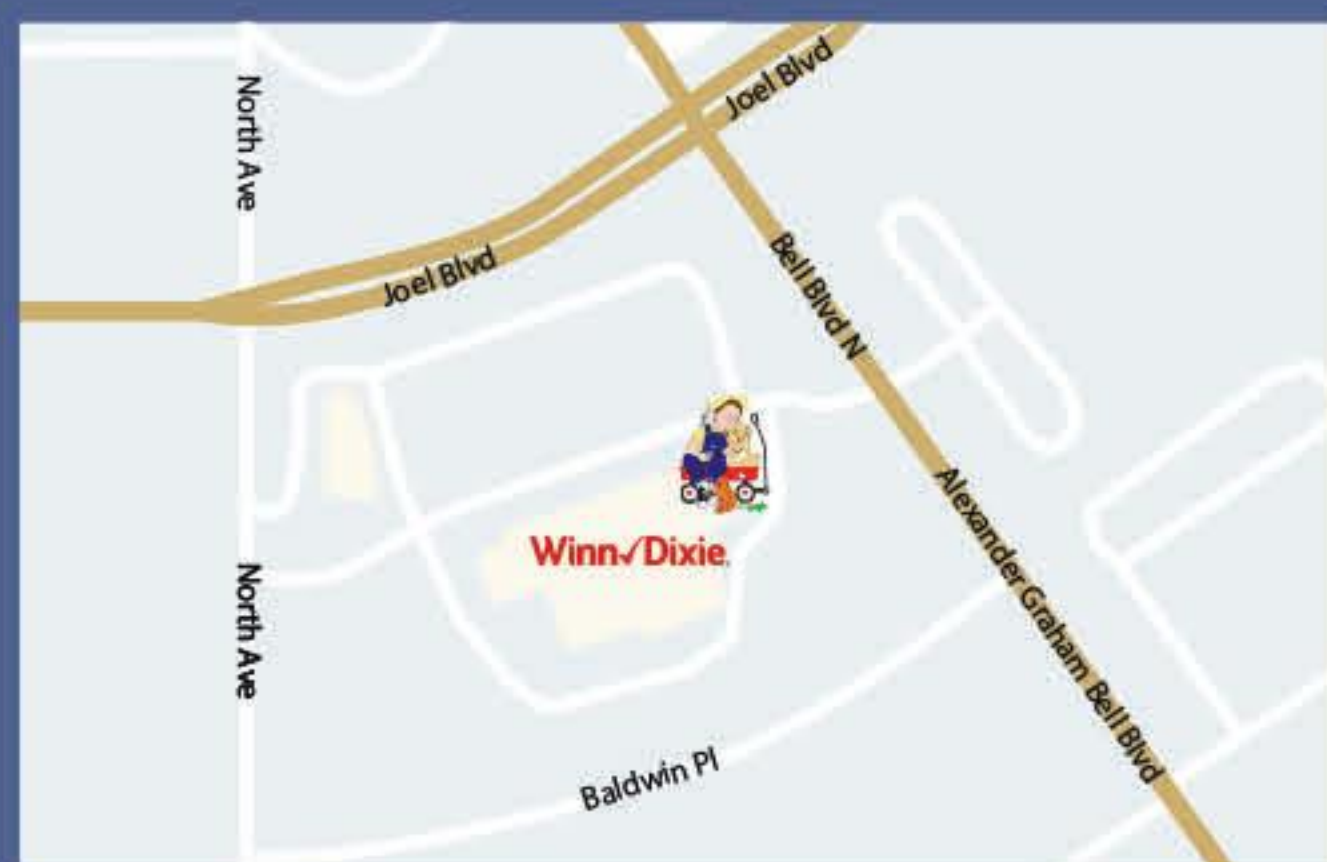 Joel Blvd
North Ave
Joel Blvd
Bell Blvd N
Winn✓Dixie
Alexander Graham Bell Blvd
North Ave
Baldwin Pl